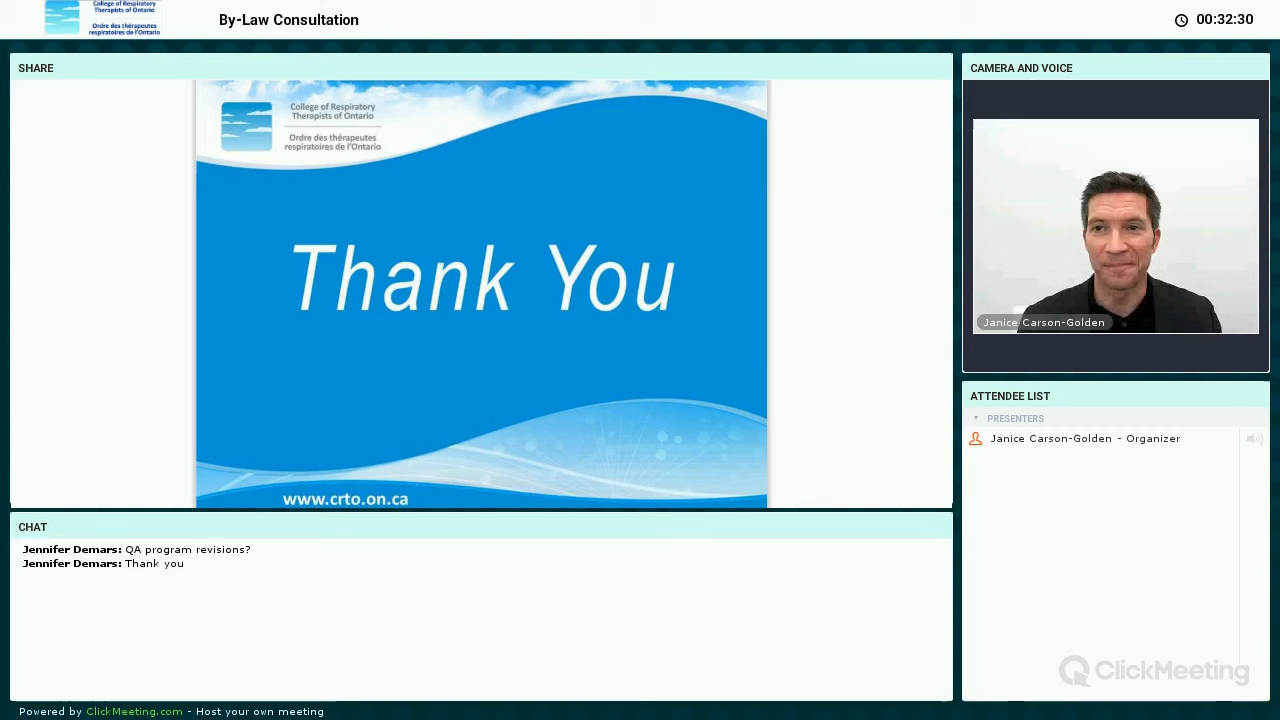 College of Respiratory
Therapists of Ontario
Ordre des thérapeutes
respiratoires de l'Ontario
By-Law Consultation
00:32:30
SHARE
College of Respiratory
Therapists of Ontario
Ordre des thérapeutes
respiratoires de l'Ontario
Thank You
www.crto.on.ca
CAMERA AND VOICE
Janice Carson-Golden
ATTENDEE LIST
PRESENTERS
Janice Carson-Golden - Organizer
CHAT
Jennifer Demars: QA program revisions?
Jennifer Demars: Thank you
ClickMeeting
Powered by ClickMeeting.com - Host your own meeting